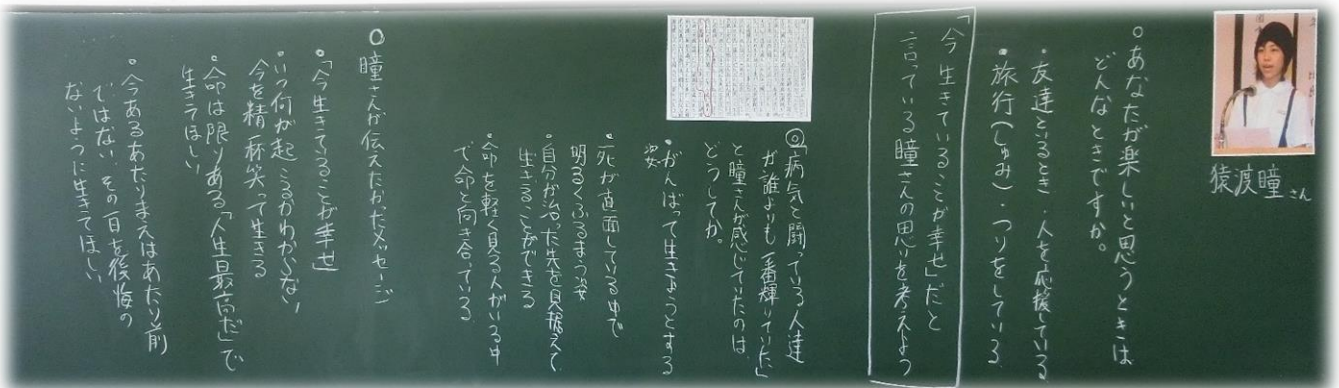 猿渡瞳さん
○あなたが楽しいと思うときは
どんなときですか。
・友達といるとき ・人を応援している
・旅行(しゅみ) ・つりをしている
「今生きていることが幸せ」だと
言っている瞳さんの思いを考えよう
◎「病気と闘っている人達
が誰よりも一番輝いていた」
と瞳さんが感じていたのは、
どうしてか。
・がんばって生きようとする
姿
・死が直面している中で
明るくふるまう姿
・自分が治った先を見据えて
生きることができる
・命を軽く見る人がいる中
で命と向き合っている
○瞳さんが伝えたかったメッセージ
・「今生きてることが幸せ」
・いつ何が起こるかわからない、
今を精一杯笑って生きる
・命は限りある「人生最高だ」で
生きてほしい
・今あるあたりまえはあたり前
ではない、その一日を後悔の
ないように生きてほしい